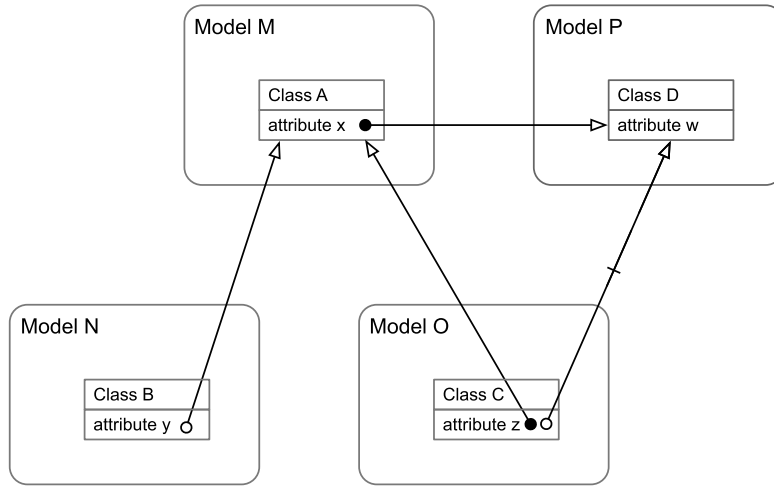 Model M
Class A
attribute x
Model P
Class D
attribute w
Model N
Class B
attribute y
Model O
Class C
attribute z